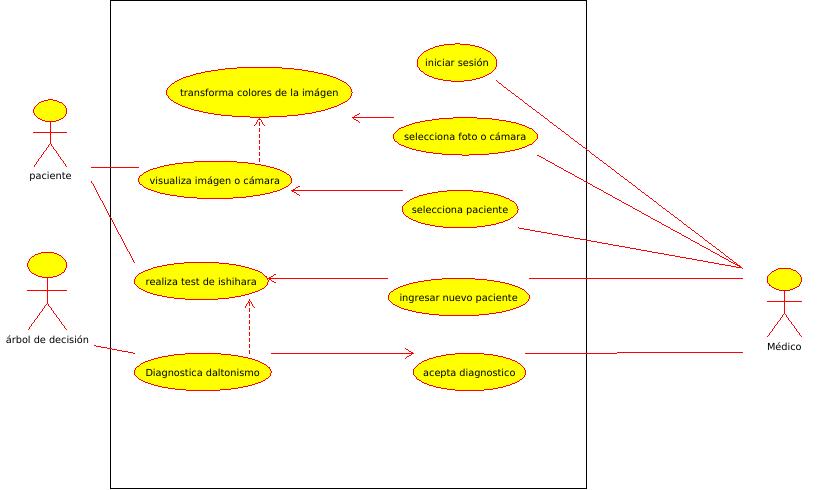 iniciar sesión
transforma colores de la imágen
selecciona foto o cámara
paciente
visualiza imágen o cámara
selecciona paciente
realiza test de ishihara
ingresar nuevo paciente
árbol de decisión
Médico
Diagnostica daltonismo
acepta diagnostico